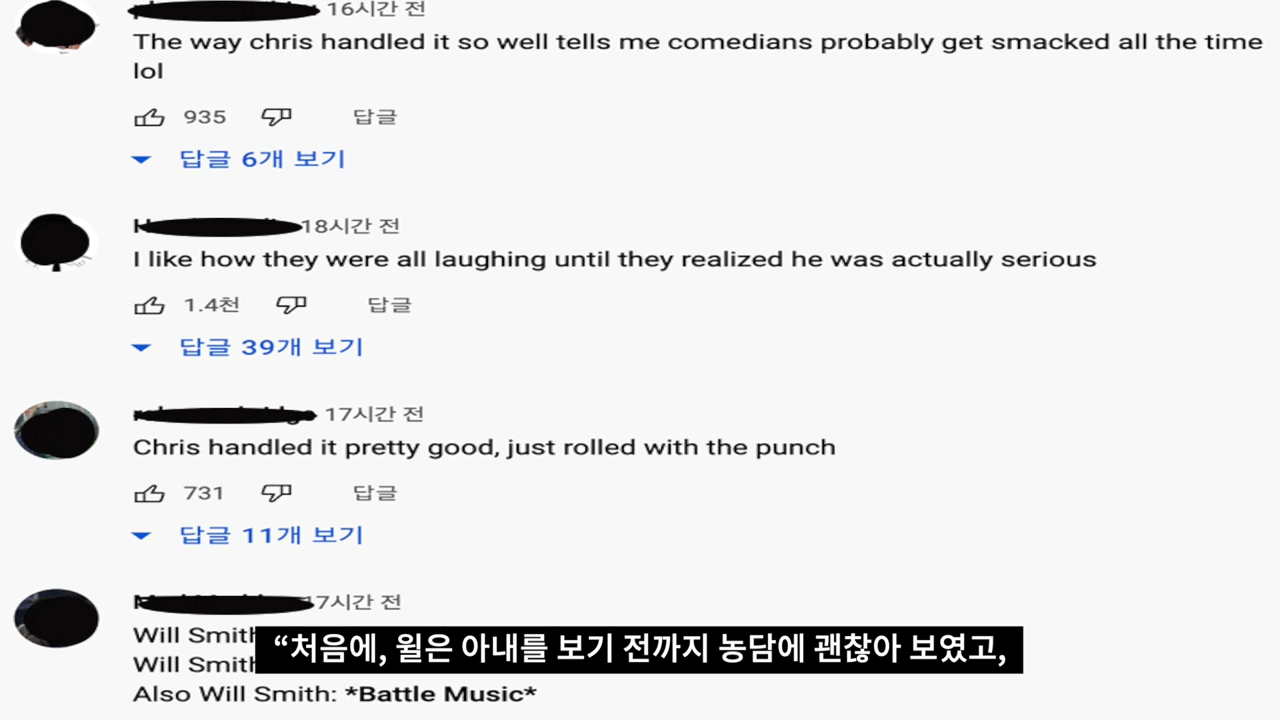 16시간 전
The way chris handled it so well tells me comedians probably get smacked all the time
lol
935 답글
답글 6개 보기
18시간 전
I like how they were all laughing until they realized he was actually serious
1.4천 답글
답글 39개 보기
17시간 전
Chris handled it pretty good, just rolled with the punch
731 답글
답글 11개 보기
17시간 전
Will Smith
Will Smith
“처음에, 윌은 아내를 보기 전까지 농담에 괜찮아 보였고,
Also Will Smith: *Battle Music*